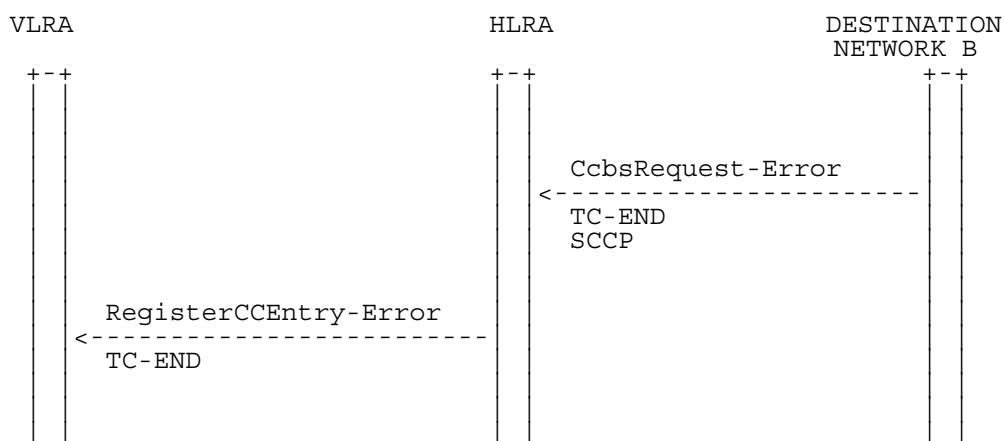 VLRA HLRA DESTINATION
NETWORK B
CcbsRequest-Error
TC-END
SCCP
RegisterCCEntry-Error
TC-END